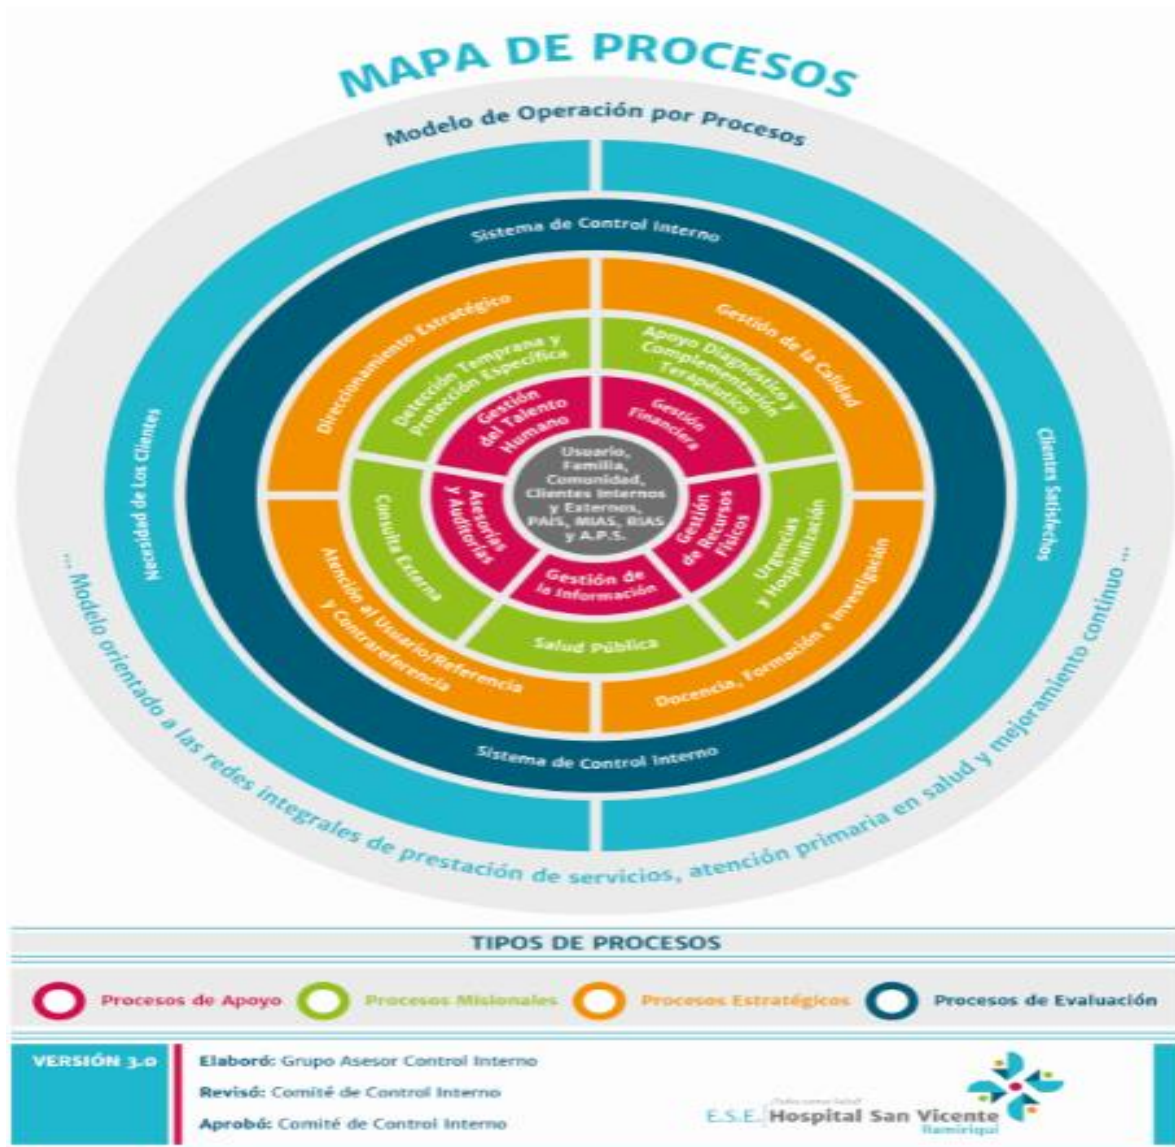 MAPA DE PROCESOS
Modelo de Operación por Procesos
Sistema de Control Interno
Direccionamiento Estratégico
Gestión de la Calidad
Detección Temprana y
Protección Específica
Apoyo Diagnóstico y
Complementación
Terapéutico
Gestión
del Talento
Humano
Gestión
Financiera
Necesidad de Los Clientes
Clientes Satisfechos
Usuario,
Familia,
Comunidad,
Clientes Internos
y Externos,
PAIS, MIAS, RIAS
y A.P.S.
Consulta Externa
Asesorías
y Auditorías
Gestión
de Recursos
Físicos
Urgencias
y Hospitalización
Gestión de
la Información
Salud Pública
Atención al Usuario/Referencia
y Contrareferencia
Docencia, Formación e Investigación
Sistema de Control Interno
... Modelo orientado a las redes integrales de prestación de servicios, atención primaria en salud y mejoramiento continuo ...
TIPOS DE PROCESOS
Procesos de Apoyo
Procesos Misionales
Procesos Estratégicos
Procesos de Evaluación
VERSIÓN 3.0
Elaboró: Grupo Asesor Control Interno
Revisó: Comité de Control Interno
Aprobó: Comité de Control Interno
E.S.E. Hospital San Vicente
Ramiriquí